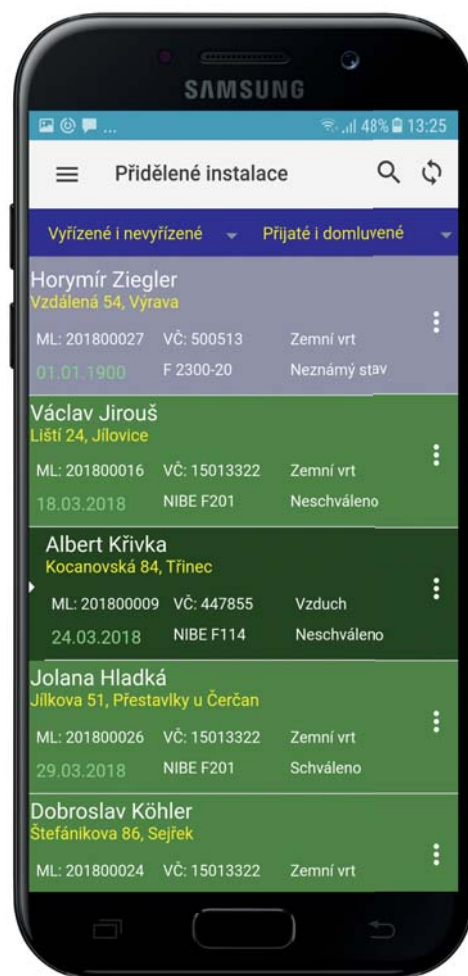 SAMSUNG
... 48% 13:25
Přidělené instalace
Vyřízené i nevyřízené Přijaté i domluvené
Horymír Ziegler
Vzdálená 54, Výrava
ML: 201800027 VČ: 500513 Zemní vrt
01.01.1900 F 2300-20 Neznámý stav
Václav Jirouš
Liští 24, Jílovice
ML: 201800016 VČ: 15013322 Zemní vrt
18.03.2018 NIBE F201 Neschváleno
Albert Křivka
Kocanovská 84, Třinec
ML: 201800009 VČ: 447855 Vzduch
24.03.2018 NIBE F114 Neschváleno
Jolana Hladká
Jílkova 51, Přestavlky u Čerčan
ML: 201800026 VČ: 15013322 Zemní vrt
29.03.2018 NIBE F201 Schváleno
Dobroslav Köhler
Štefánikova 86, Sejřek
ML: 201800024 VČ: 15013322 Zemní vrt